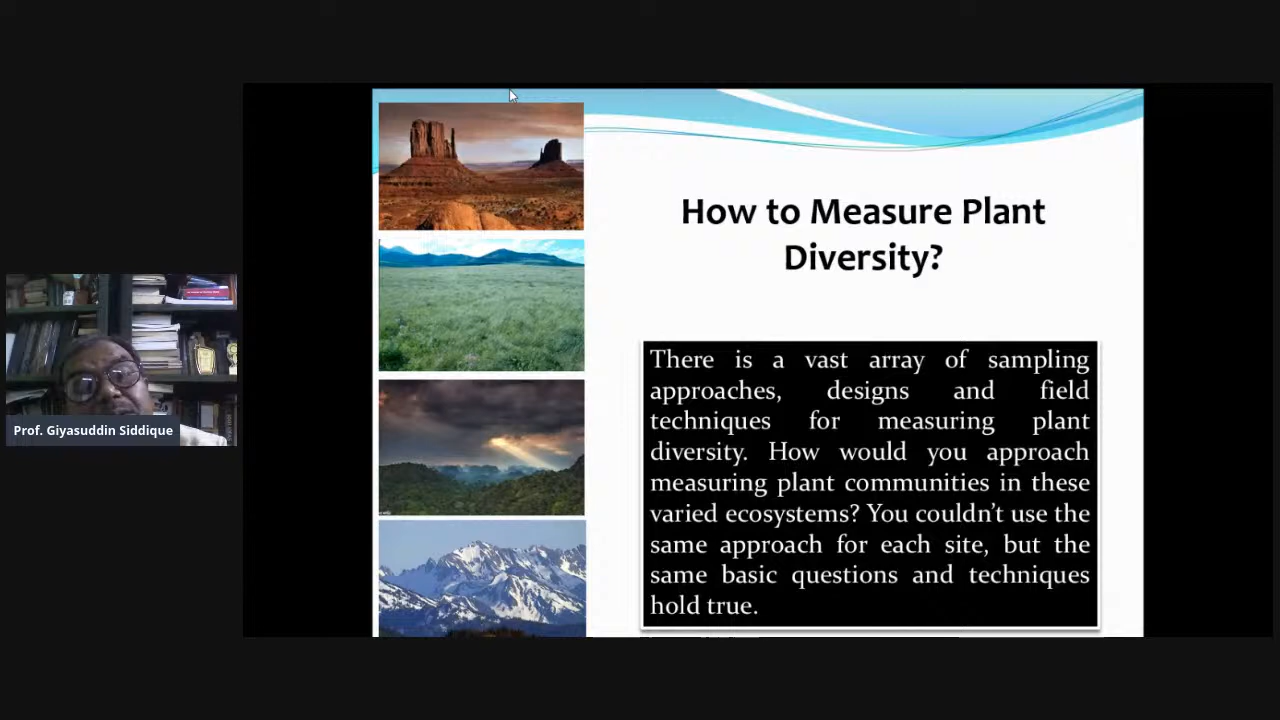 How to Measure Plant
Diversity?
There is a vast array of sampling
approaches, designs and field
techniques for measuring plant
diversity. How would you approach
measuring plant communities in these
varied ecosystems? You couldn’t use the
same approach for each site, but the
same basic questions and techniques
hold true.
Prof. Giyasuddin Siddique